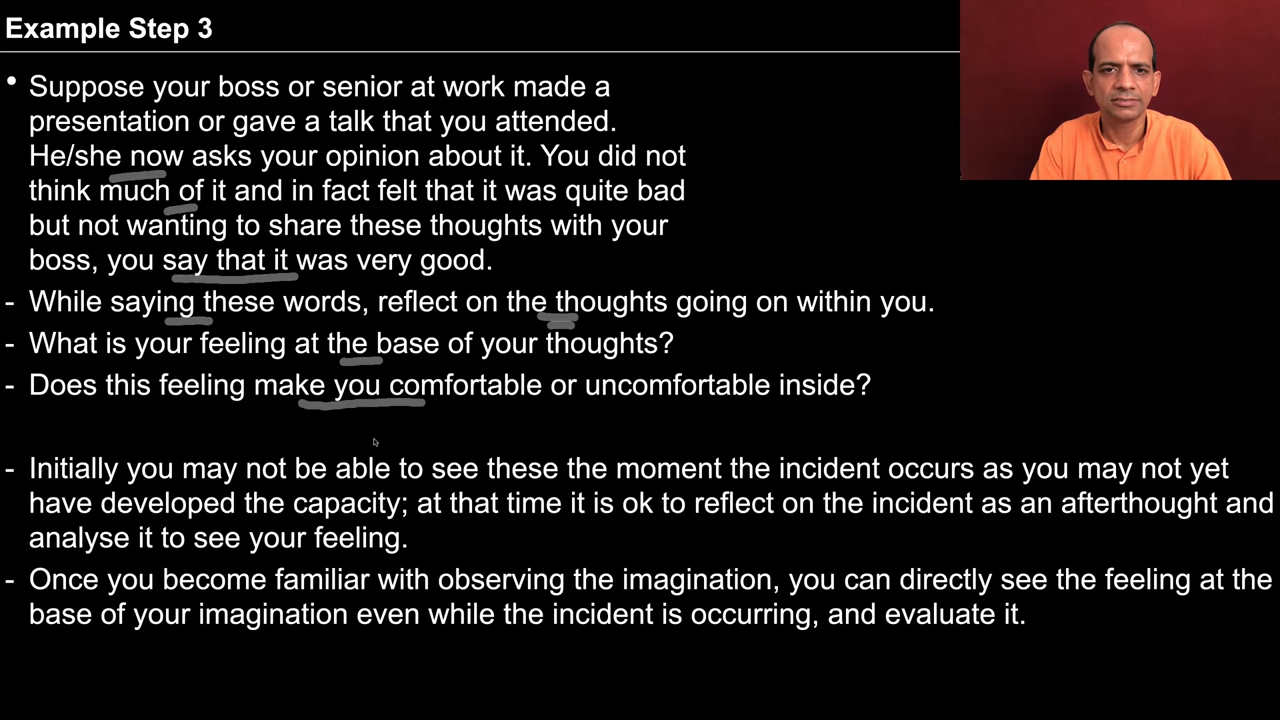 Example Step 3
• Suppose your boss or senior at work made a
presentation or gave a talk that you attended.
He/she now asks your opinion about it. You did not
think much of it and in fact felt that it was quite bad
but not wanting to share these thoughts with your
boss, you say that it was very good.
- While saying these words, reflect on the thoughts going on within you.
- What is your feeling at the base of your thoughts?
- Does this feeling make you comfortable or uncomfortable inside?
- Initially you may not be able to see these the moment the incident occurs as you may not yet
have developed the capacity; at that time it is ok to reflect on the incident as an afterthought and
analyse it to see your feeling.
- Once you become familiar with observing the imagination, you can directly see the feeling at the
base of your imagination even while the incident is occurring, and evaluate it.